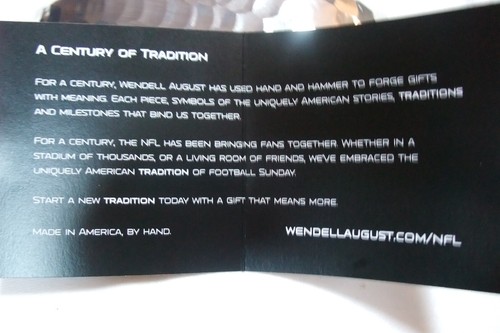 A Century of Tradition
For a century, Wendell August has used hand and hammer to forge gifts
with meaning. Each piece, symbols of the uniquely American stories, traditions
and milestones that bind us together.
For a century, the NFL has been bringing fans together. Whether in a
stadium of thousands, or a living room of friends, we've embraced the
uniquely American tradition of football Sunday.
Start a new tradition today with a gift that means more.
Made in America, by hand.
WENDELLAUGUST.COM/NFL